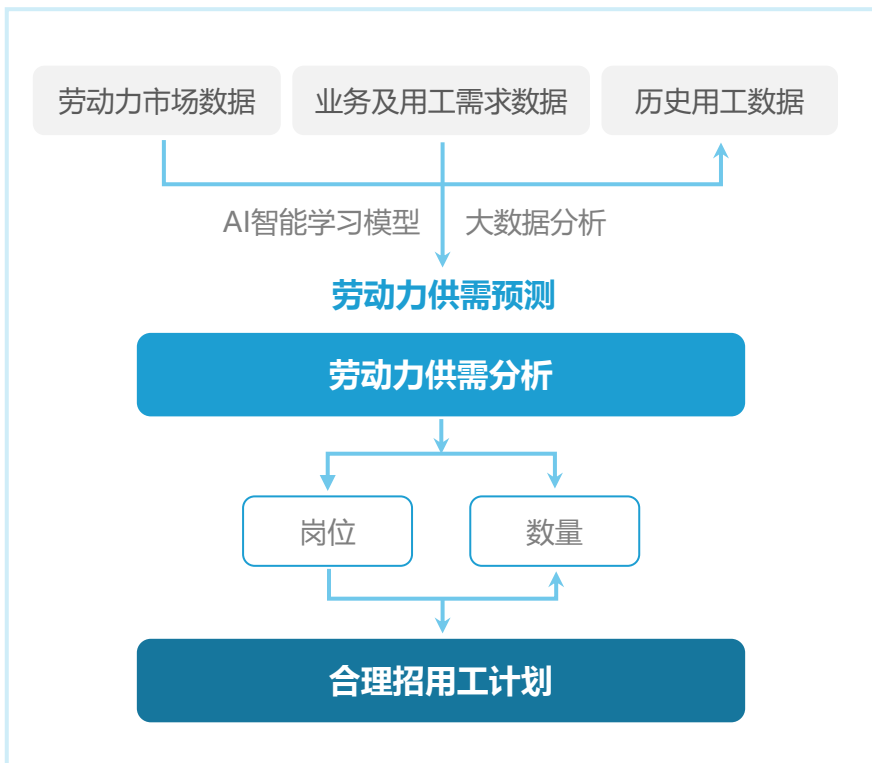 劳动力市场数据
业务及用工需求数据
历史用工数据
AI智能学习模型
大数据分析
劳动力供需预测
劳动力供需分析
岗位
数量
合理招用工计划